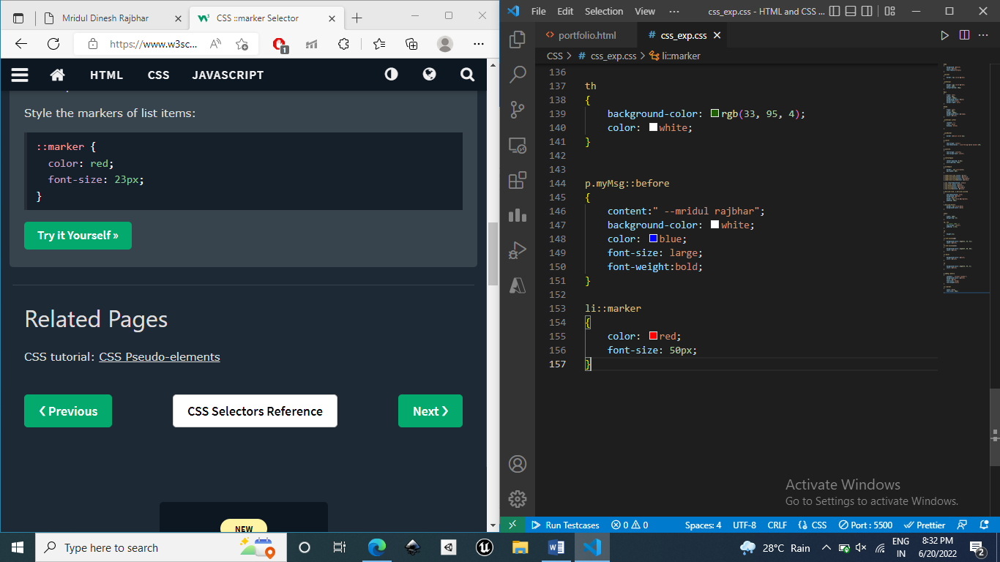 Mridul Dinesh Rajbhar
CSS ::marker Selector
https://www.w3sc...
1
HTML
CSS
JAVASCRIPT
Style the markers of list items:
::marker {
color: red;
font-size: 23px;
}
Try it Yourself »
Related Pages
CSS tutorial: CSS Pseudo-elements
❮ Previous
CSS Selectors Reference
Next ❯
NEW
File Edit Selection View ···
css_exp.css - HTML and CSS ...
portfolio.html
# css_exp.css
CSS > # css_exp.css > li::marker
136
137 th
138 {
139 background-color: rgb(33, 95, 4);
140 color: white;
141 }
142
143
144 p.myMsg::before
145 {
146 content:" --mridul rajbhar";
147 background-color: white;
148 color: blue;
149 font-size: large;
150 font-weight:bold;
151 }
152
153 li::marker
154 {
155 color: red;
156 font-size: 50px;
157 }
Activate Windows
Go to Settings to activate Windows.
Run Testcases
0 0
Spaces: 4
UTF-8
CRLF
CSS
Port : 5500
Prettier
Type here to search
28°C Rain
ENG
IN
8:32 PM
6/20/2022
2